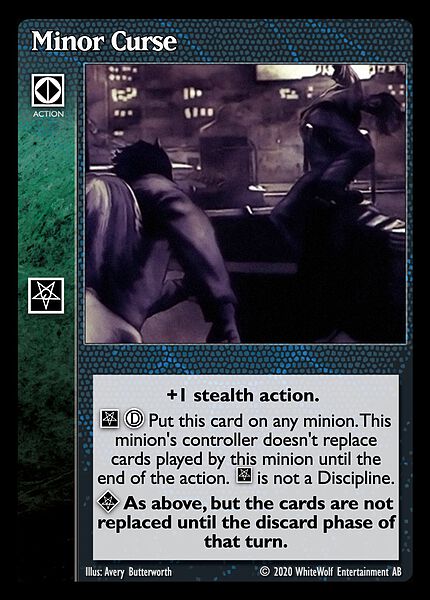 Minor Curse
ACTION
+1 stealth action.
D Put this card on any minion. This
minion's controller doesn't replace
cards played by this minion until the
end of the action. is not a Discipline.
As above, but the cards are not
replaced until the discard phase of
that turn.
Illus: Avery Butterworth © 2020 WhiteWolf Entertainment AB